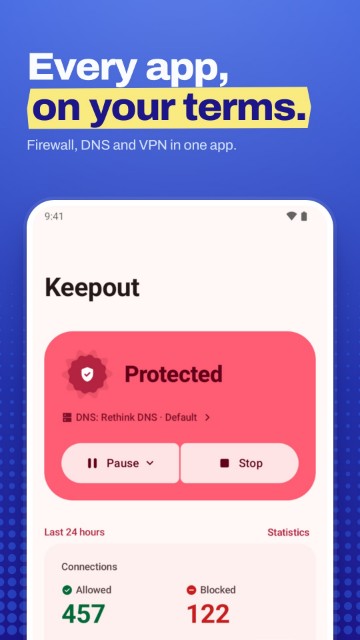 Every app,
on your terms.
Firewall, DNS and VPN in one app.
9:41
Keepout
Protected
DNS: Rethink DNS · Default
Pause
Stop
Last 24 hours
Statistics
Connections
Allowed
Blocked
457
122